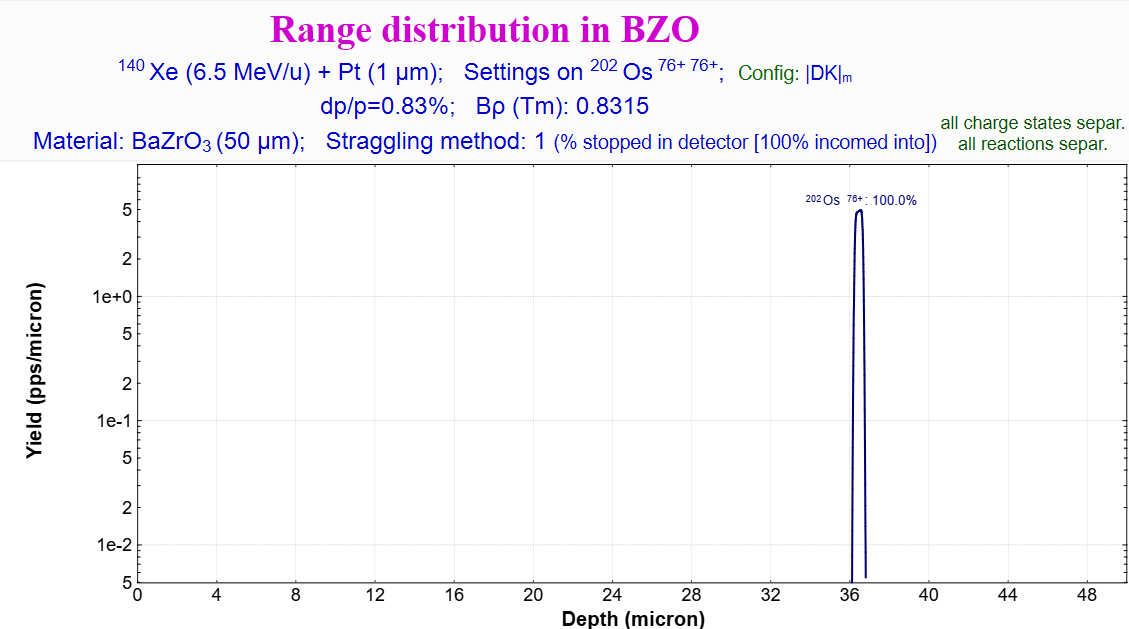 Range distribution in BZO
140Xe (6.5 MeV/u) + Pt (1 µm); Settings on 202Os 76+ 76+; Config: |DK|m
dp/p=0.83%; Bρ (Tm): 0.8315
all charge states separ.
Material: BaZrO3 (50 µm); Straggling method: 1 (% stopped in detector [100% incomed into])
all reactions separ.
202Os 76+: 100.0%
5
2
1e+0
5
2
1e-1
5
2
1e-2
5
Yield (pps/micron)
0 4 8 12 16 20 24 28 32 36 40 44 48
Depth (micron)